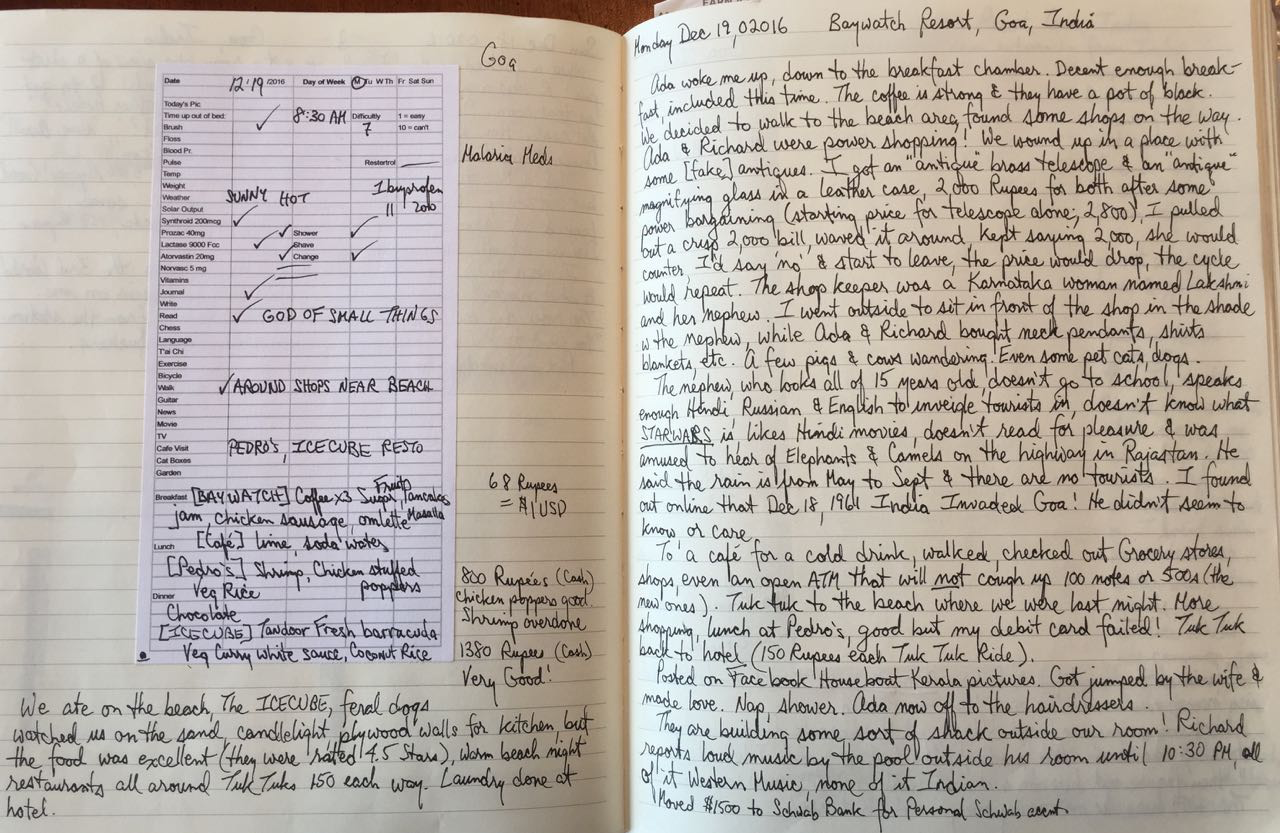 Goa
Date 12/19 /2016 Day of Week M Tu W Th Fr Sat Sun
Today's Pic
Time up out of bed: 8:30 AM Difficulty 1 = easy
Brush 7 10 = can't
Floss
Blood Pr.
Pulse Restertrol
Temp
Weight
Weather SUNNY HOT
Solar Output
Synthroid 200mcg
Prozac 40mg Shower
Lactase 9000 Fcc Shave
Atorvastin 20mg Change
Norvasc 5 mg
Vitamins
Journal
Write
Read GOD OF SMALL THINGS
Chess
Language
T'ai Chi
Exercise
Bicycle
Walk AROUND SHOPS NEAR BEACH
Guitar
News
Movie
TV
Cafe Visit PEDRO'S, ICECUBE RESTO
Cat Boxes
Garden
Breakfast [BAYWATCH] Coffee x3 Sugar, Fruit, Pancakes
jam, chicken sausage, omlette Masalla
Lunch [Café] lime, soda water
[Pedro's] Shrimp, Chicken stuffed
Veg Rice poppers
Dinner
Chocolate
[ICECUBE] Tandoor Fresh barracuda
Veg Curry white sauce, Coconut Rice
Malaria Meds
1 Ibuprofen
11 200
68 Rupees
= $1 USD
800 Rupees (Cash)
chicken poppers good.
Shrimp overdone
1380 Rupees (Cash)
Very Good!
We ate on the beach, The ICECUBE, feral dogs
watched us on the sand, candlelight, plywood walls for kitchen but
the food was excellent (they were rated 4.5 Stars), warm beach night
restaurants all around Tuk Tuks 150 each way. Laundry done at
hotel.
Monday Dec 19, 02016 Baywatch Resort, Goa, India
Ada woke me up, down to the breakfast chamber. Decent enough break-
fast, included this time. The coffee is strong & they have a pot of black.
We decided to walk to the beach area, found some shops on the way.
Ada & Richard were power shopping! We wound up in a place with
some [fake] antiques. I got an "antique" brass telescope & an "antique"
magnifying glass in a leather case, 2,000 Rupees for both after some
power bargaining (starting price for telescope alone; 2,800), I pulled
out a crisp 2,000 bill, waved it around kept saying 2,000, she would
counter, I'd say 'no' & start to leave, the price would drop, the cycle
would repeat. The shop keeper was a Karnataka woman named Lakshmi
and her nephew. I went outside to sit in front of the shop in the shade
w the nephew, while Ada & Richard bought neck pendants, shirts
blankets, etc. A few pigs & cows wandering. Even some pet cats, dogs.
The nephew, who looks all of 15 years old, doesn't go to school, speaks
enough Hindi, Russian & English to inveigle tourists in, doesn't know what
STARWARS is, likes Hindi movies, doesn't read for pleasure & was
amused to hear of Elephants & Camels on the highway in Rajastan. He
said the rain is from May to Sept & there are no tourists. I found
out online that Dec 18, 1961 India Invaded Goa! He didn't seem to
know or care.
To a café for a cold drink, walked, checked out Grocery stores,
shops, even an open ATM that will not cough up 100 notes or 500s (the
new ones). Tuk tuk to the beach where we were last night. More
shopping, lunch at Pedro's, good but my debit card failed! Tuk Tuk
back to hotel (150 Rupees each Tuk Tuk Ride).
Posted on Facebook Houseboat Kerala pictures. Got jumped by the wife &
made love. Nap, shower. Ada now off to the hairdressers.
They are building some sort of shack outside our room! Richard
reports loud music by the pool outside his room until 10:30 PM, all
of it Western Music, none of it Indian.
Moved $1500 to Schwab Bank for Personal Schwab accnt